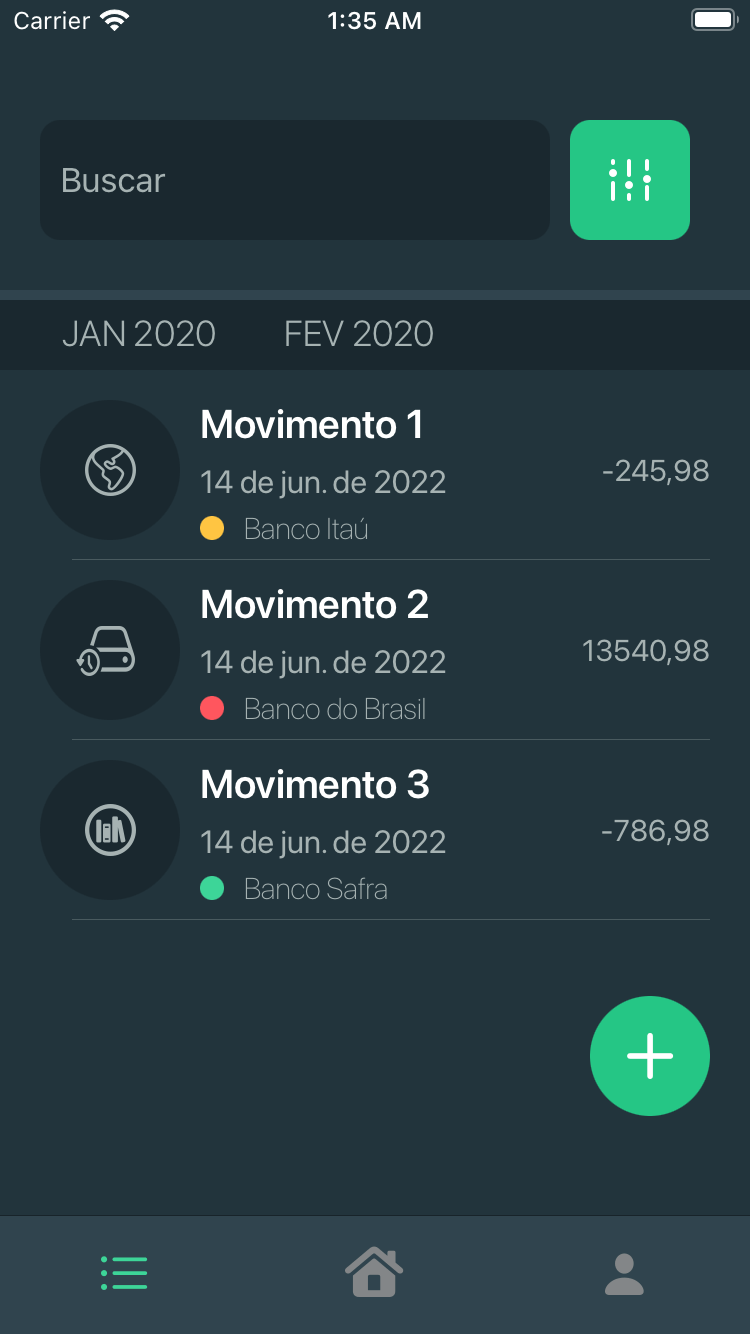 Carrier 1:35 AM
Buscar
JAN 2020 FEV 2020
Movimento 1
14 de jun. de 2022
-245,98
Banco Itaú
Movimento 2
14 de jun. de 2022
13540,98
Banco do Brasil
Movimento 3
14 de jun. de 2022
-786,98
Banco Safra